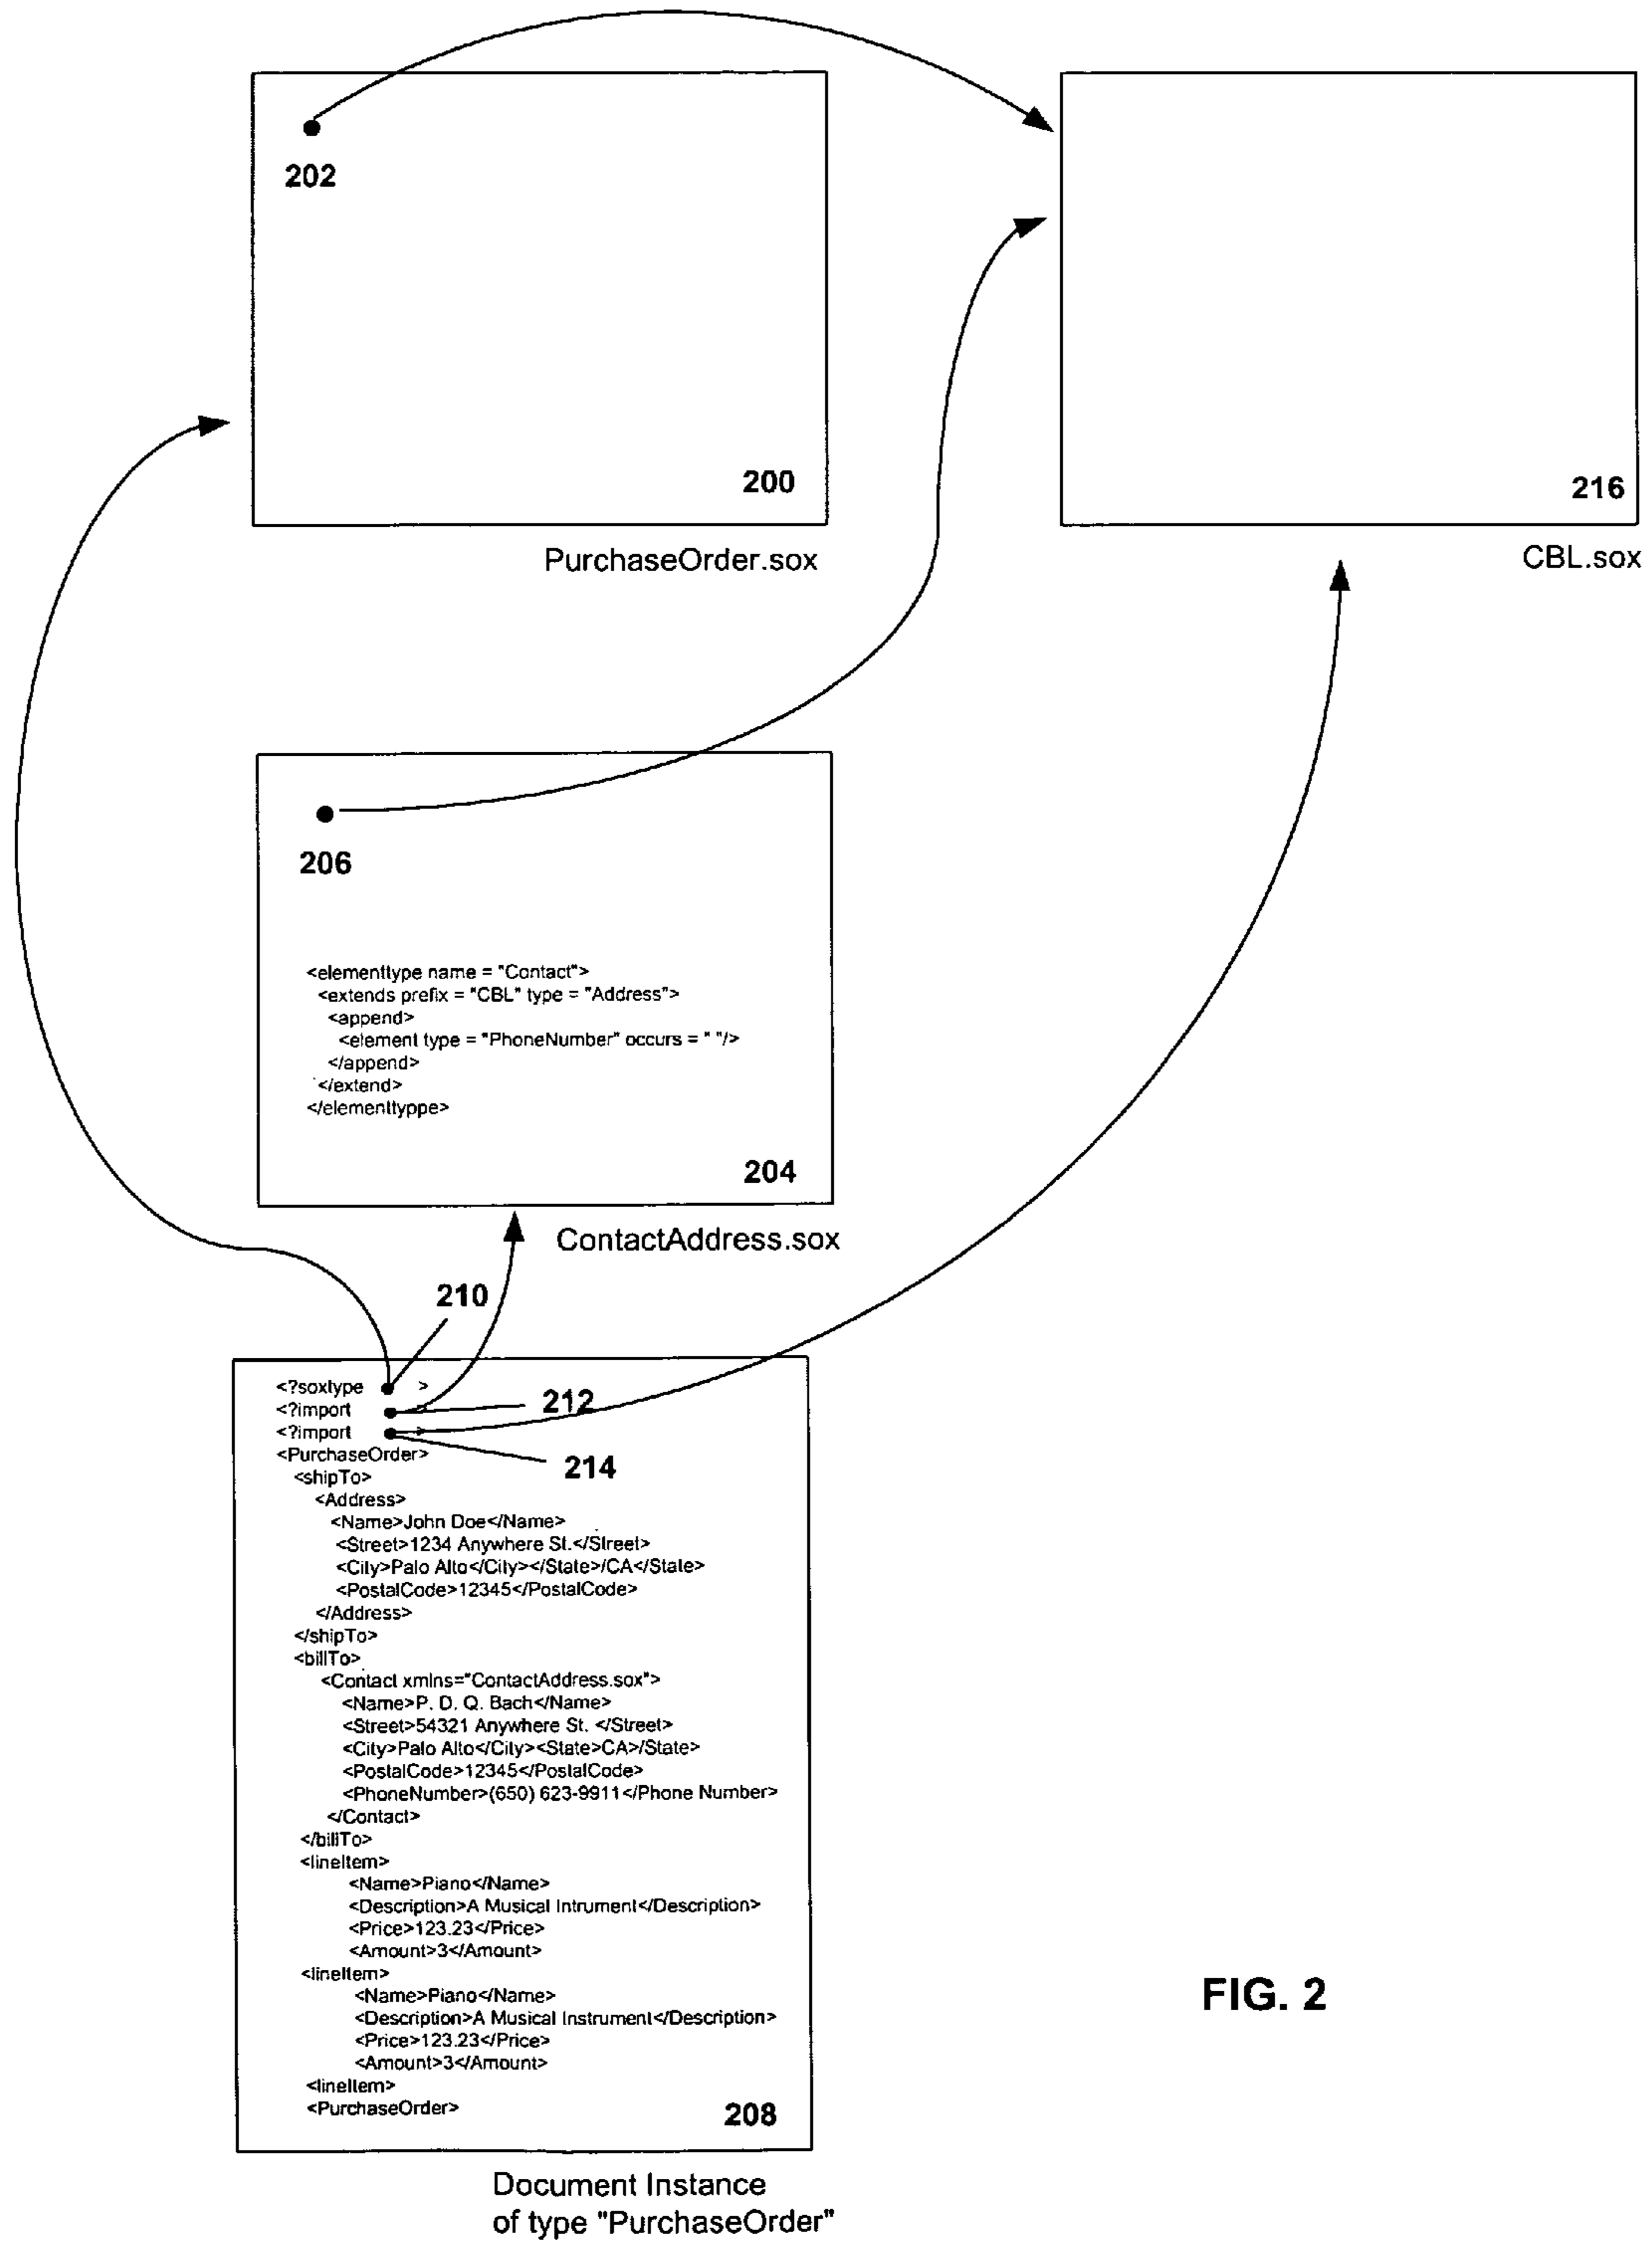 202
200
216
PurchaseOrder.sox
CBL.sox
206
<elementtype name = "Contact">
<extends prefix = "CBL" type = "Address">
<append>
<element type = "PhoneNumber" occurs = " "/>
</append>
</extend>
</elementtyppe>
204
ContactAddress.sox
210
<?soxtype >
<?import >
212
<?import >
<PurchaseOrder>
214
<shipTo>
<Address>
<Name>John Doe</Name>
<Street>1234 Anywhere St.</Street>
<City>Palo Alto</City></State>/CA</State>
<PostalCode>12345</PostalCode>
</Address>
</shipTo>
<billTo>
<Contact xmlns="ContactAddress.sox">
<Name>P. D. Q. Bach</Name>
<Street>54321 Anywhere St. </Street>
<City>Palo Alto</City><State>CA>/State>
<PostalCode>12345</PostalCode>
<PhoneNumber>(650) 623-9911</Phone Number>
</Contact>
</billTo>
<lineItem>
<Name>Piano</Name>
<Description>A Musical Intrument</Description>
<Price>123.23</Price>
<Amount>3</Amount>
<lineItem>
<Name>Piano</Name>
<Description>A Musical Instrument</Description>
<Price>123.23</Price>
<Amount>3</Amount>
<lineItem>
<PurchaseOrder>
208
Document Instance
of type "PurchaseOrder"
FIG. 2